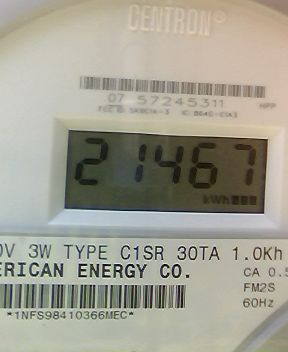 CENTRON®
07 57245311 HPP
21467
kWh
0V 3W TYPE C1SR 30TA 1.0Kh
ERICAN ENERGY CO.
CA 0.5
FM2S
60Hz
*1NFS98410366MEC*